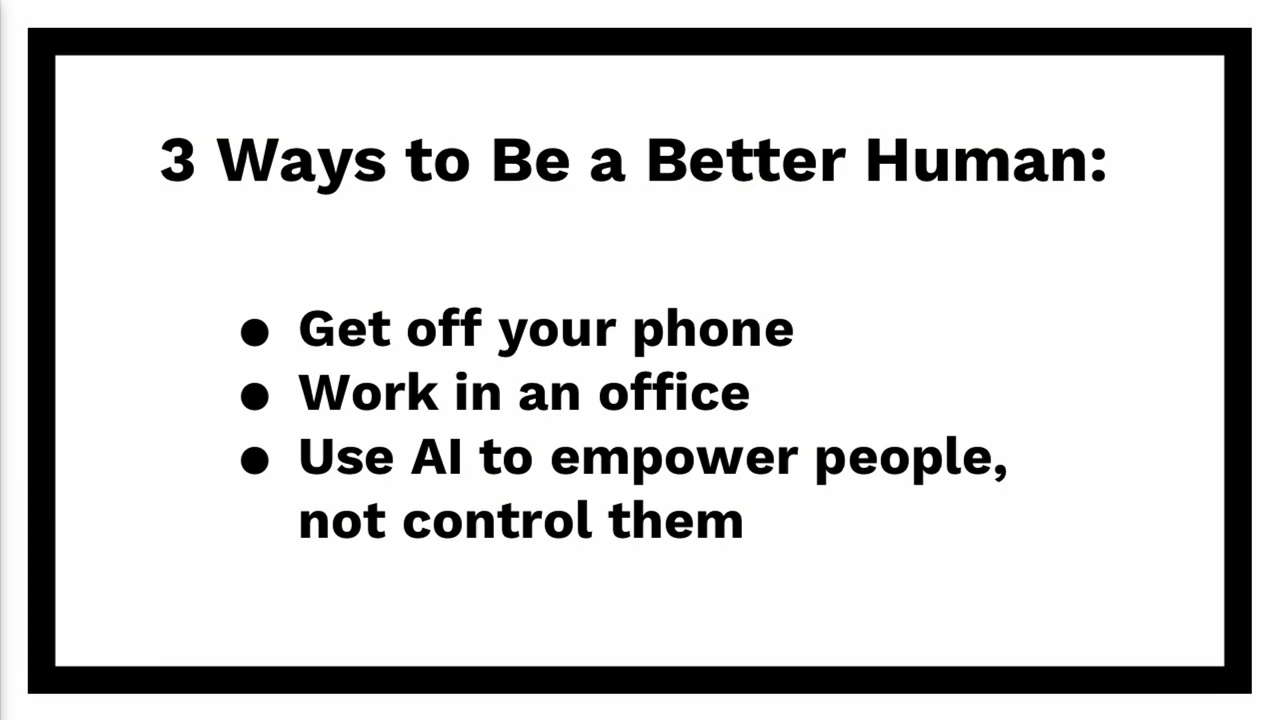 3 Ways to Be a Better Human:
● Get off your phone
● Work in an office
● Use AI to empower people,
not control them